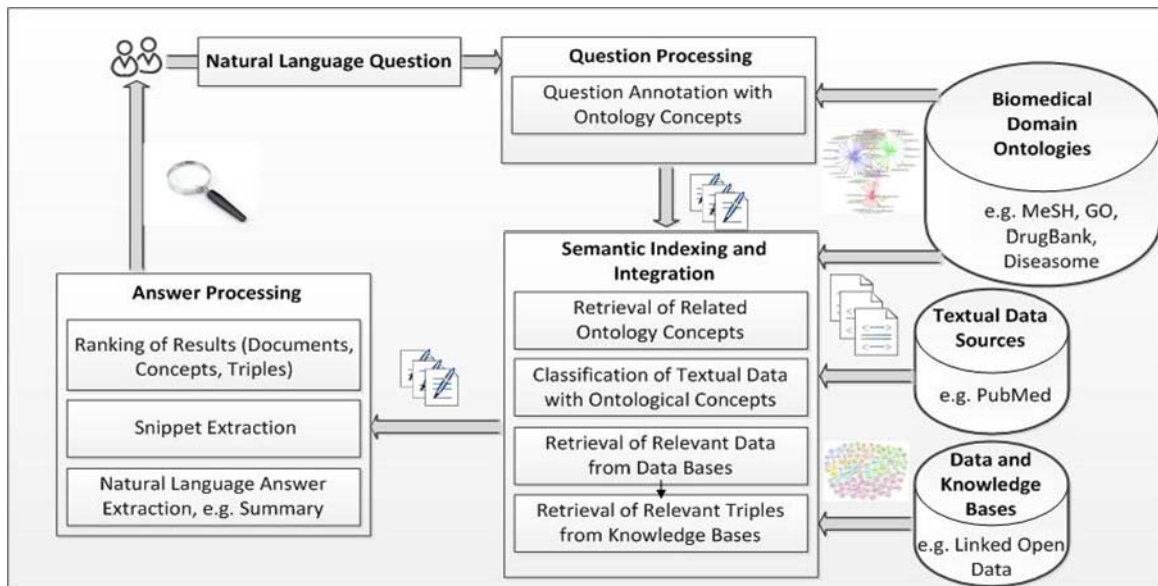 Natural Language Question
Question Processing
Question Annotation with
Ontology Concepts
Biomedical
Domain
Ontologies
e.g. MeSH, GO,
DrugBank,
Diseasome
Semantic Indexing and
Integration
Retrieval of Related
Ontology Concepts
Classification of Textual Data
with Ontological Concepts
Retrieval of Relevant Data
from Data Bases
Retrieval of Relevant Triples
from Knowledge Bases
Textual Data
Sources
e.g. PubMed
Data and
Knowledge
Bases
e.g. Linked Open
Data
Answer Processing
Ranking of Results (Documents,
Concepts, Triples)
Snippet Extraction
Natural Language Answer
Extraction, e.g. Summary